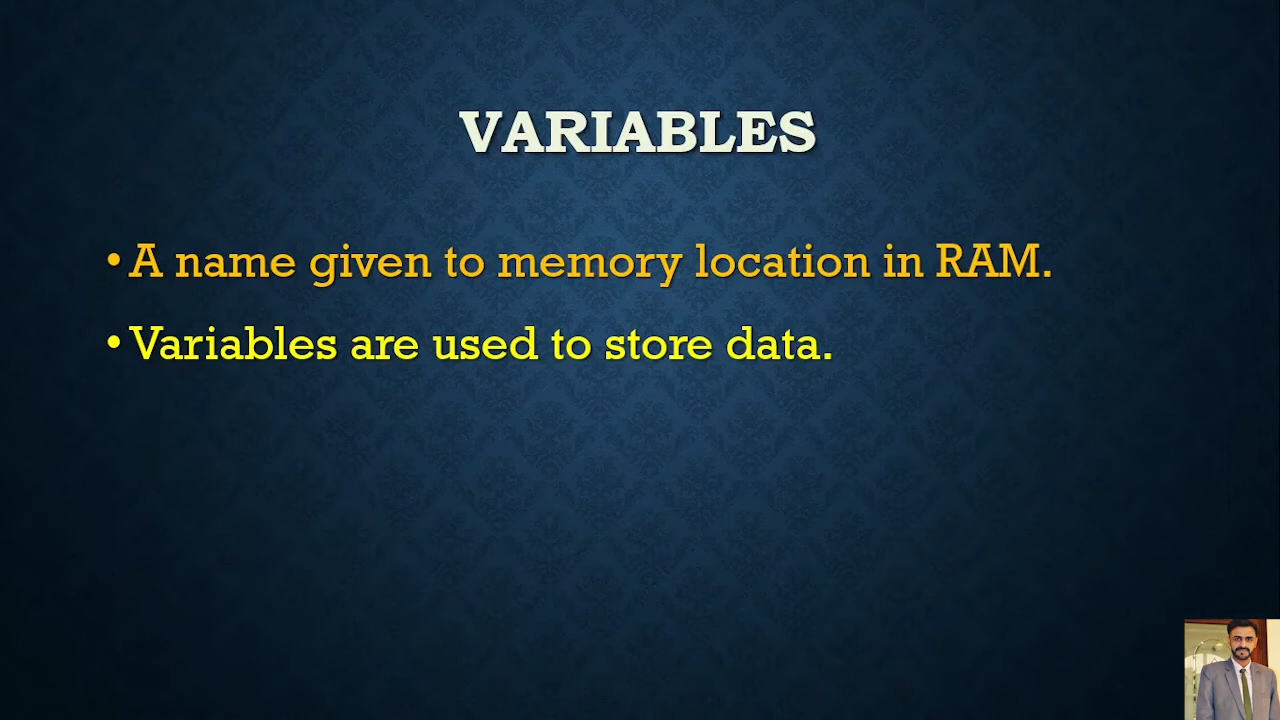 VARIABLES
• A name given to memory location in RAM.
• Variables are used to store data.